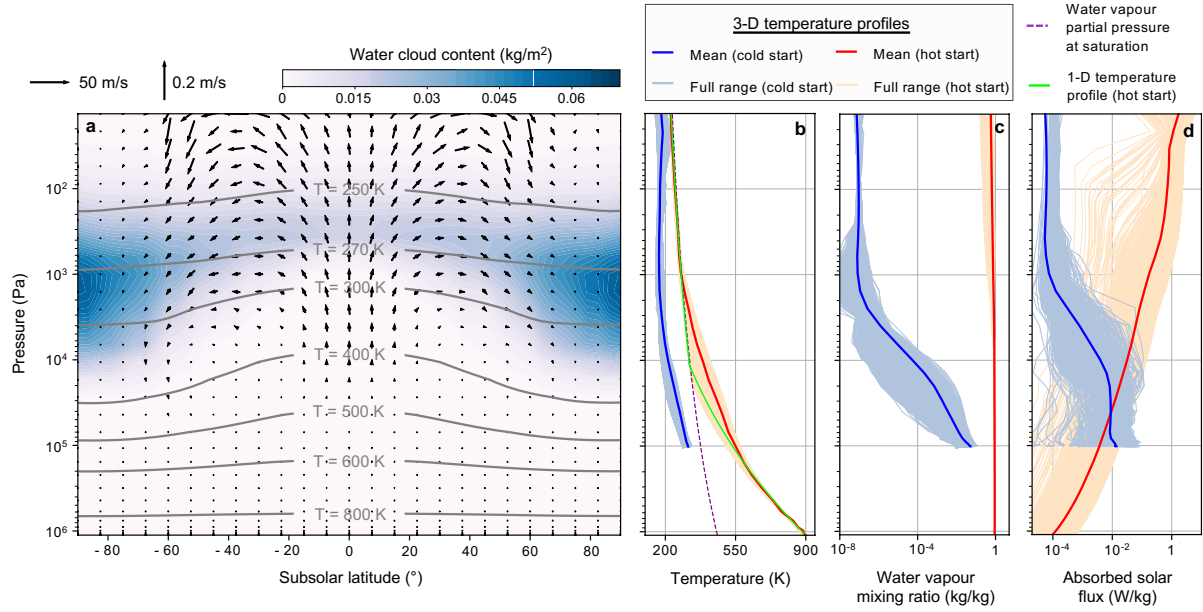 50 m/s
0.2 m/s
Water cloud content (kg/m²)
0
0.015
0.03
0.045
0.06
3-D temperature profiles
Mean (cold start)
Mean (hot start)
Full range (cold start)
Full range (hot start)
Water vapour
partial pressure
at saturation
1-D temperature
profile (hot start)
a
T = 250 K
T = 270 K
T = 300 K
T = 400 K
T = 500 K
T = 600 K
T = 800 K
10²
10³
10⁴
10⁵
10⁶
Pressure (Pa)
- 80
- 60
- 40
- 20
0
20
40
60
80
Subsolar latitude (°)
b
200
550
900
Temperature (K)
c
10⁻⁸
10⁻⁴
1
Water vapour
mixing ratio (kg/kg)
d
10⁻⁴
10⁻²
1
Absorbed solar
flux (W/kg)